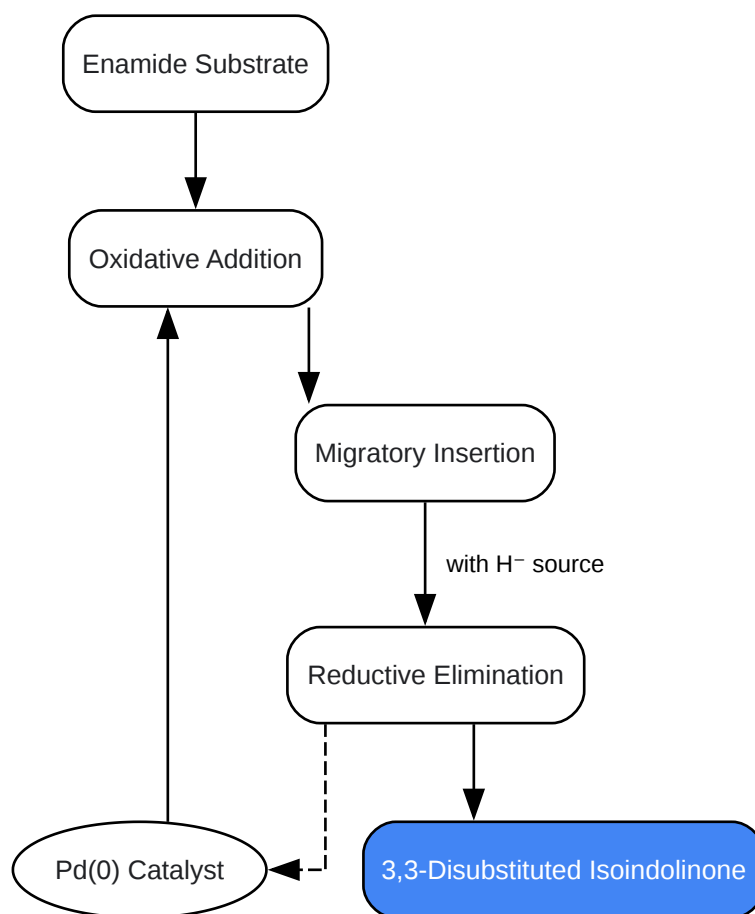 Enamide Substrate
Oxidative Addition
Migratory Insertion
with H⁻ source
Reductive Elimination
Pd(0) Catalyst
3,3-Disubstituted Isoindolinone